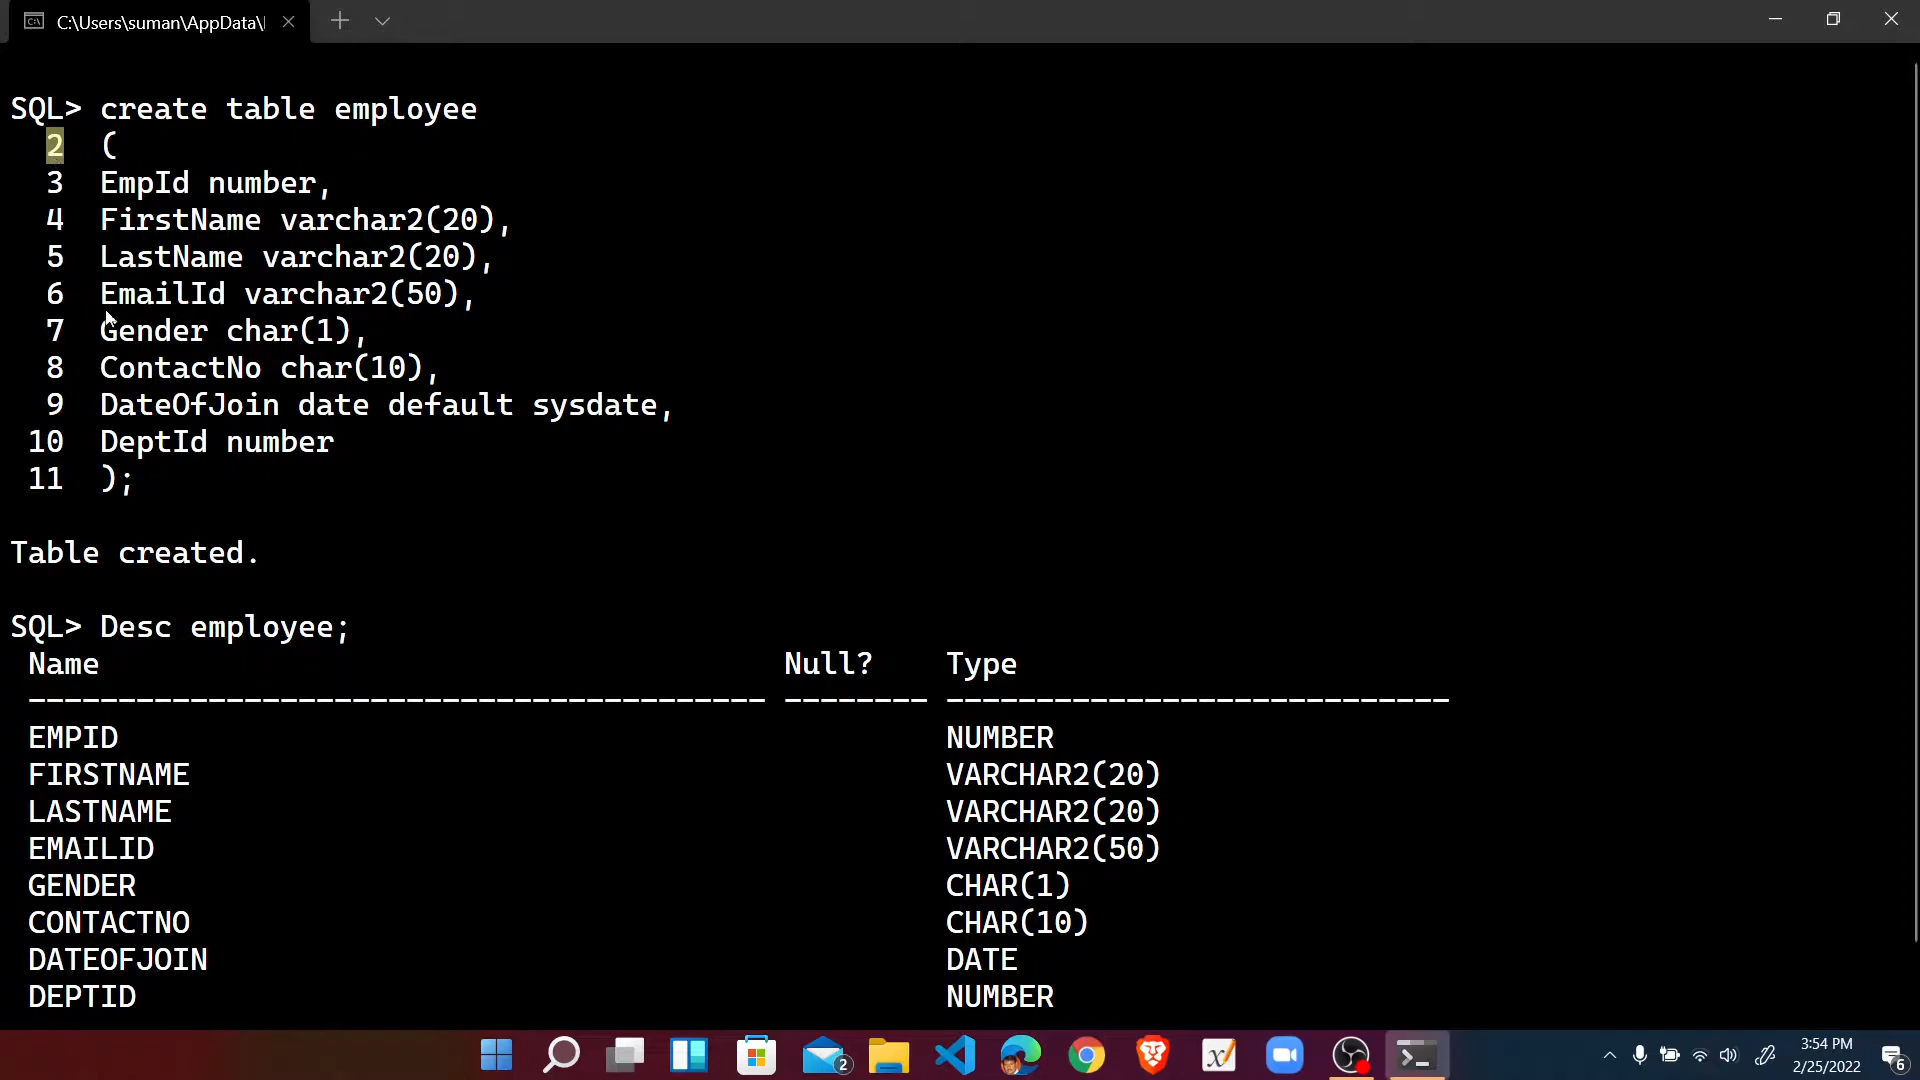 C:\Users\suman\AppData\
SQL> create table employee
2 (
3 EmpId number,
4 FirstName varchar2(20),
5 LastName varchar2(20),
6 EmailId varchar2(50),
7 Gender char(1),
8 ContactNo char(10),
9 DateOfJoin date default sysdate,
10 DeptId number
11 );
Table created.
SQL> Desc employee;
Name Null? Type
----------------------------------------- -------- ----------------------------
EMPID NUMBER
FIRSTNAME VARCHAR2(20)
LASTNAME VARCHAR2(20)
EMAILID VARCHAR2(50)
GENDER CHAR(1)
CONTACTNO CHAR(10)
DATEOFJOIN DATE
DEPTID NUMBER
2
3:54 PM
2/25/2022
6